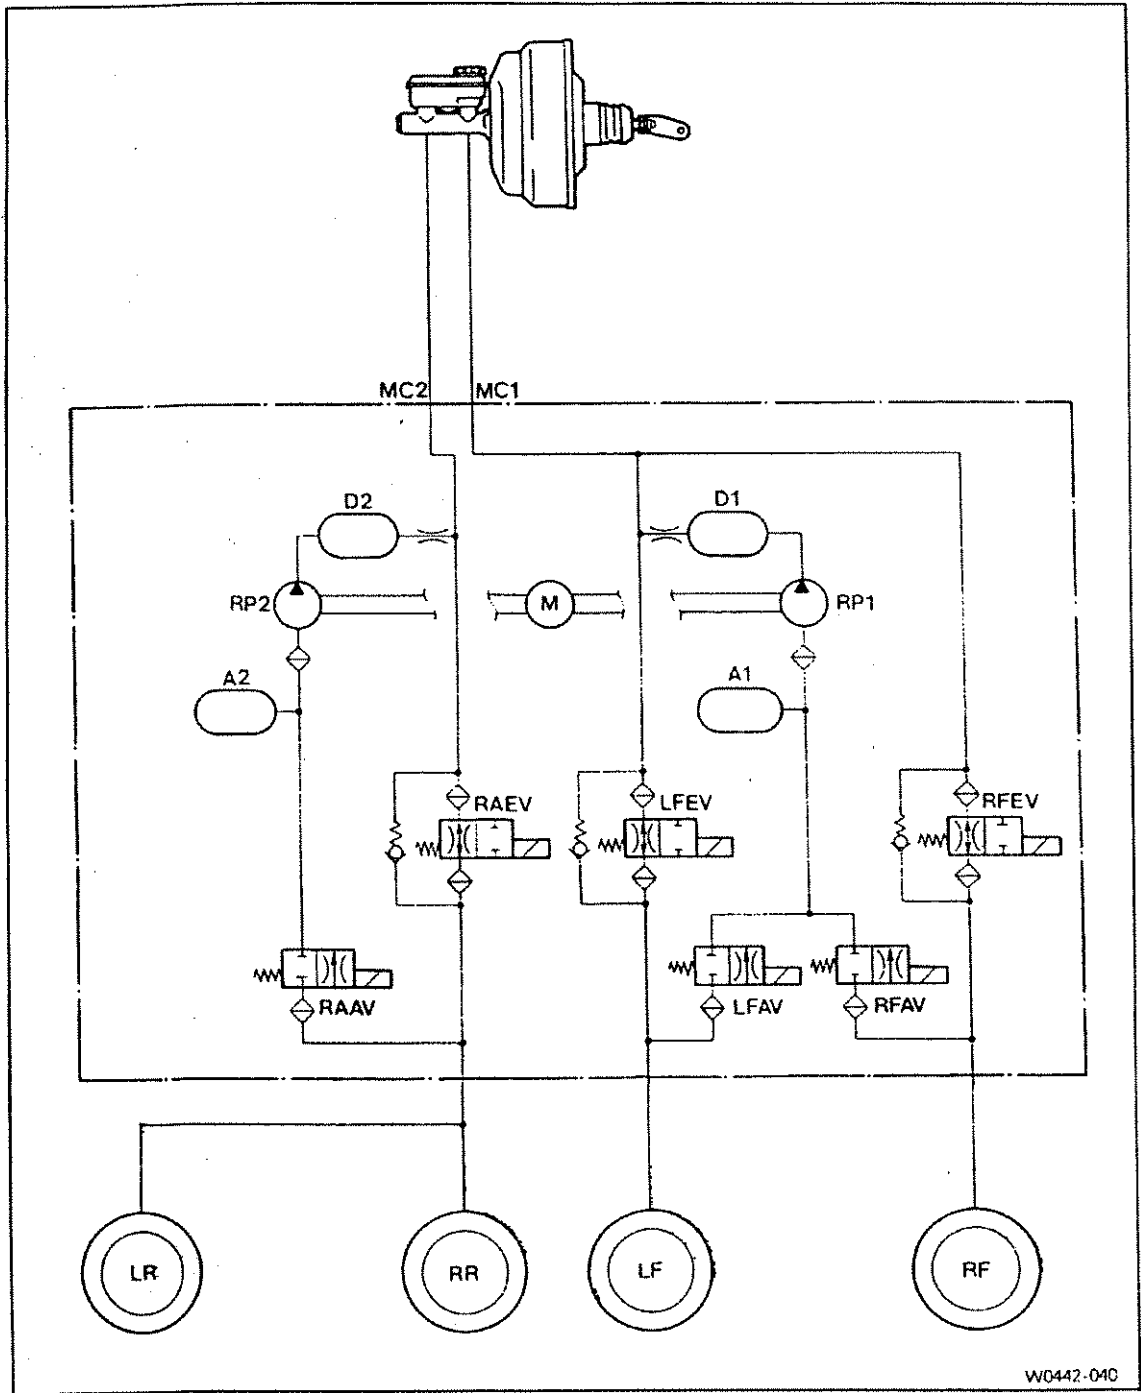 MC2 MC1
D2 D1
RP2 M RP1
A2 A1
RAEV LFEV RFEV
RAAV LFAV RFAV
LR RR LF RF
W0442-040